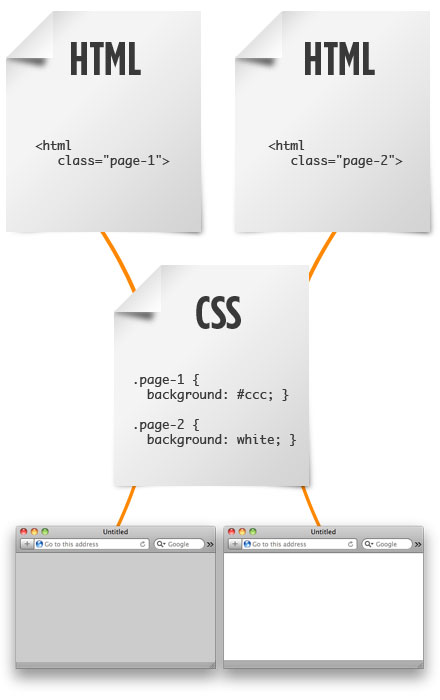 HTML
<html
class="page-1">
HTML
<html
class="page-2">
CSS
.page-1 {
background: #ccc; }
.page-2 {
background: white; }
Untitled
+ Go to this address Google »
Untitled
+ Go to this address Google »